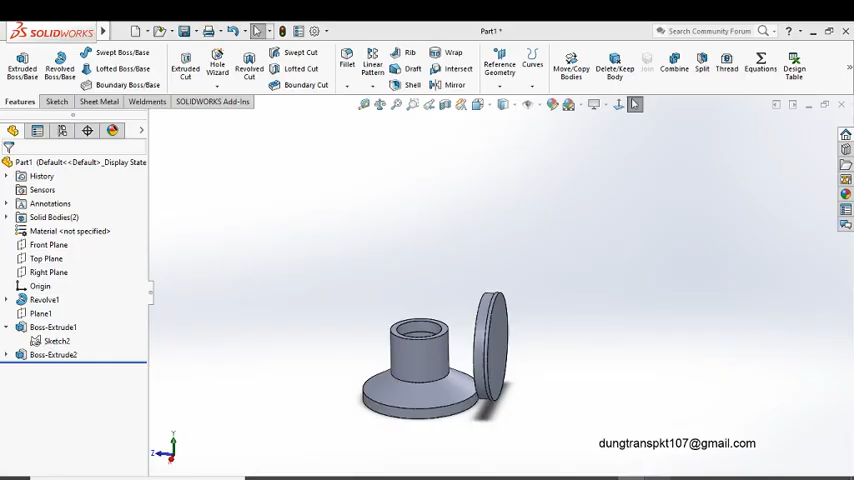 SOLIDWORKS
Part1 *
Search Community Forum
Extruded Boss/Base
Revolved Boss/Base
Swept Boss/Base
Lofted Boss/Base
Boundary Boss/Base
Extruded Cut
Hole Wizard
Revolved Cut
Swept Cut
Lofted Cut
Boundary Cut
Fillet
Linear Pattern
Rib
Draft
Shell
Wrap
Intersect
Mirror
Reference Geometry
Curves
Move/Copy Bodies
Delete/Keep Body
Join
Combine
Split
Thread
Equations
Design Table
Features
Sketch
Sheet Metal
Weldments
SOLIDWORKS Add-Ins
Part1 (Default<<Default>_Display State
History
Sensors
Annotations
Solid Bodies(2)
Material <not specified>
Front Plane
Top Plane
Right Plane
Origin
Revolve1
Plane1
Boss-Extrude1
Sketch2
Boss-Extrude2
Y
Z
dungtranspkt107@gmail.com